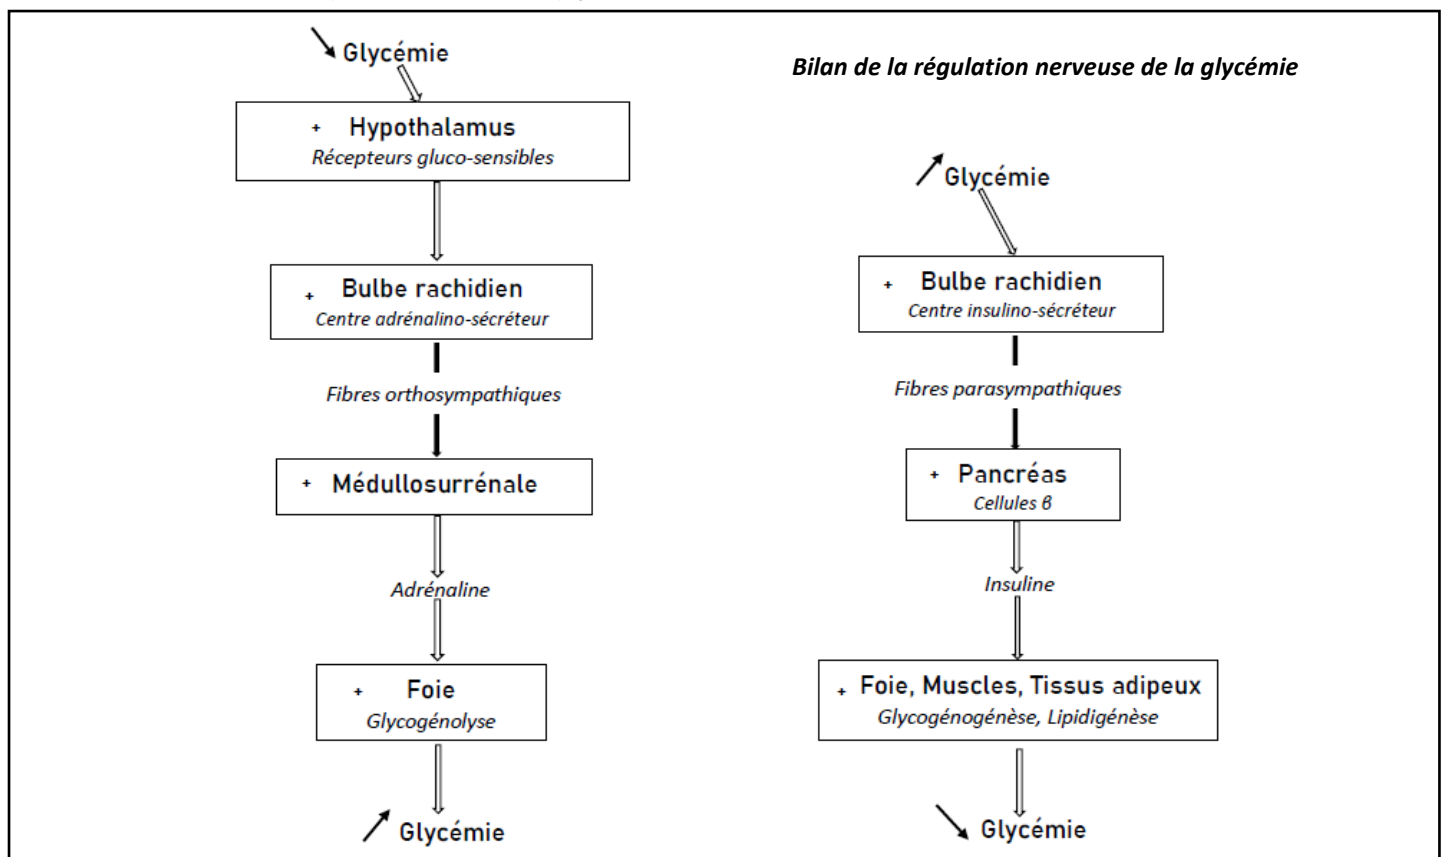 Bilan de la régulation nerveuse de la glycémie
Glycémie
+ Hypothalamus
Récepteurs gluco-sensibles
+ Bulbe rachidien
Centre adrénalino-sécréteur
Fibres orthosympathiques
+ Médullosurrénale
Adrénaline
+ Foie
Glycogénolyse
Glycémie
Glycémie
+ Bulbe rachidien
Centre insulino-sécréteur
Fibres parasympathiques
+ Pancréas
Cellules β
Insuline
+ Foie, Muscles, Tissus adipeux
Glycogénogénèse, Lipidigénèse
Glycémie